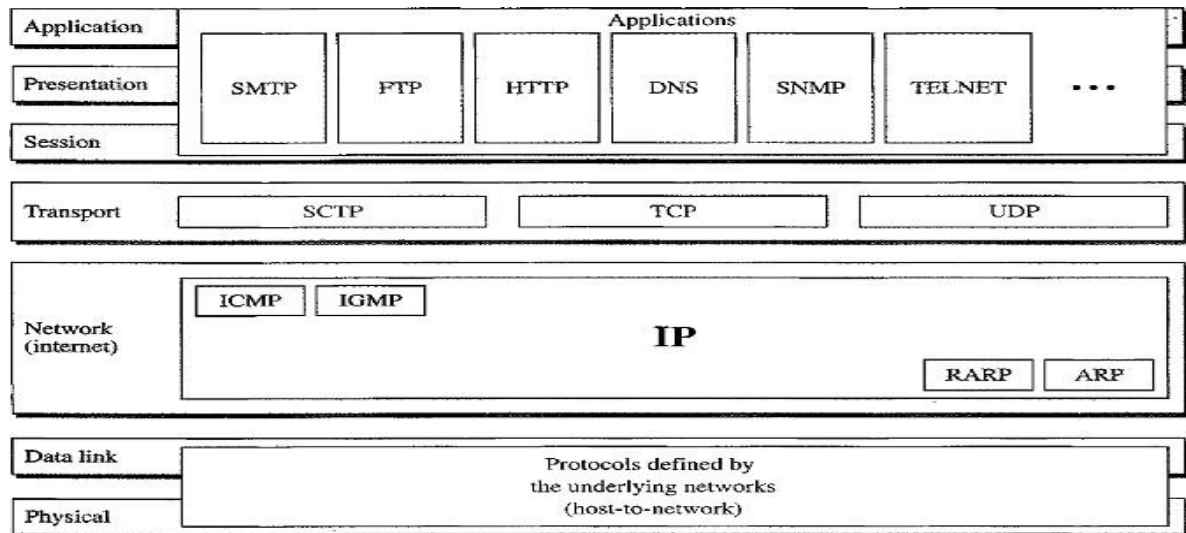 Application
Applications
Presentation
SMTP
FTP
HTTP
DNS
SNMP
TELNET
...
Session
Transport
SCTP
TCP
UDP
Network
(internet)
ICMP
IGMP
IP
RARP
ARP
Data link
Protocols defined by
the underlying networks
(host-to-network)
Physical